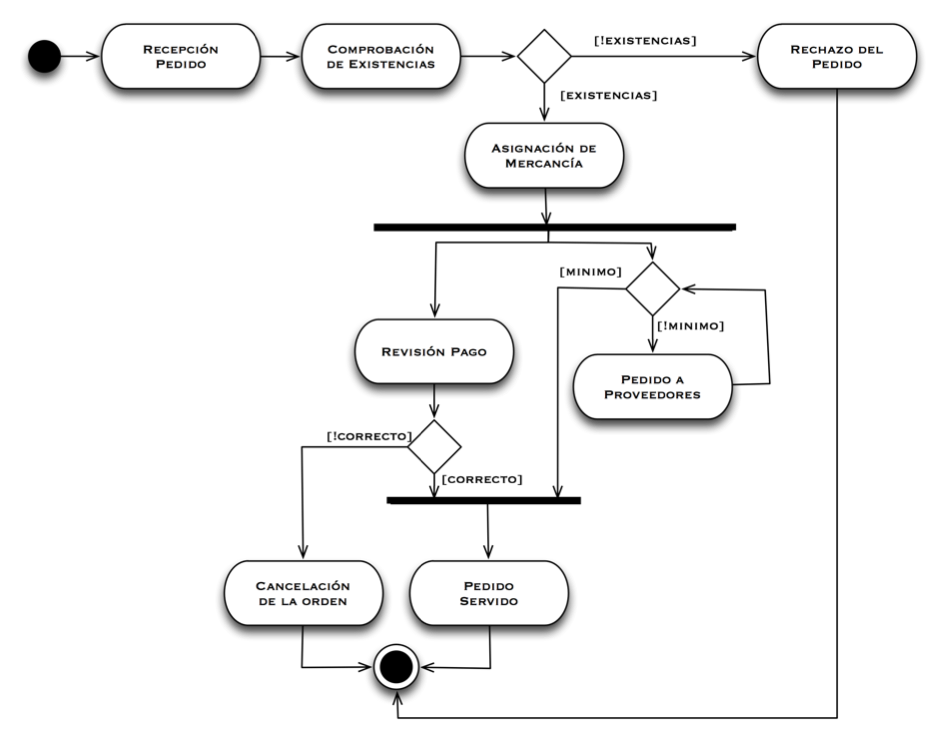 Recepción
Pedido
Comprobación
de Existencias
[!existencias]
Rechazo del
Pedido
[existencias]
Asignación de
Mercancía
[minimo]
[!minimo]
Revisión Pago
Pedido a
Proveedores
[!correcto]
[correcto]
Cancelación
de la orden
Pedido
Servido